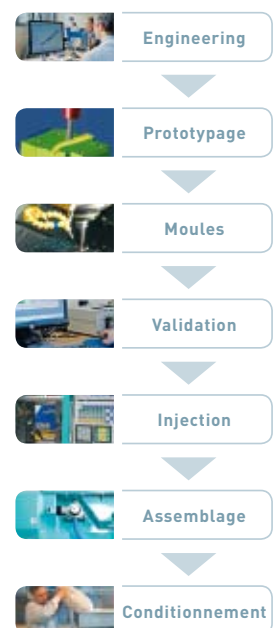 Engineering
Prototypage
Moules
Validation
Injection
Assemblage
Conditionnement